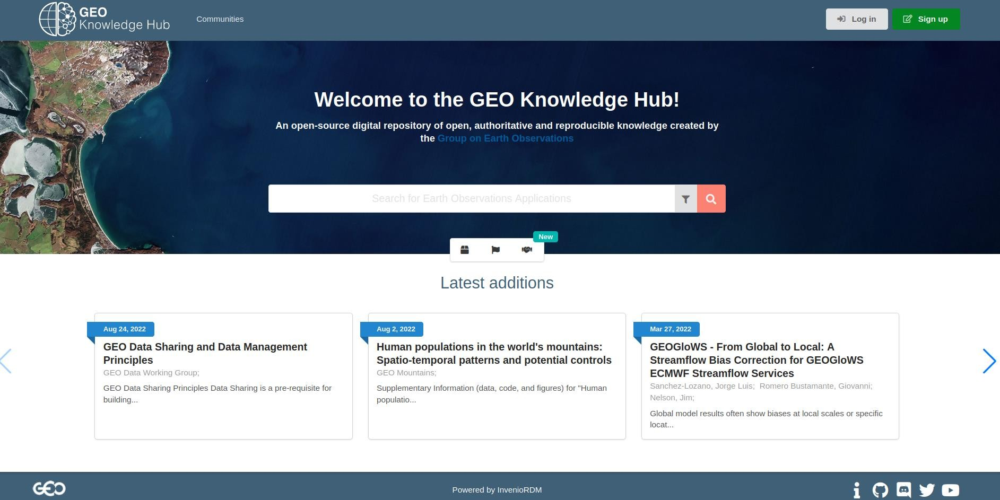 GEO
Knowledge Hub
Communities
Log in
Sign up
Welcome to the GEO Knowledge Hub!
An open-source digital repository of open, authoritative and reproducible knowledge created by
the Group on Earth Observations
Search for Earth Observations Applications
New
Latest additions
Aug 24, 2022
GEO Data Sharing and Data Management
Principles
GEO Data Working Group;
GEO Data Sharing Principles Data Sharing is a pre-requisite for
building...
Aug 2, 2022
Human populations in the world's mountains:
Spatio-temporal patterns and potential controls
GEO Mountains;
Supplementary Information (data, code, and figures) for "Human
populatio...
Mar 27, 2022
GEOGloWS - From Global to Local: A
Streamflow Bias Correction for GEOGloWS
ECMWF Streamflow Services
Sanchez-Lozano, Jorge Luis; Romero Bustamante, Giovanni;
Nelson, Jim;
Global model results often show biases at local scales or specific
locat...
GEO
Powered by InvenioRDM